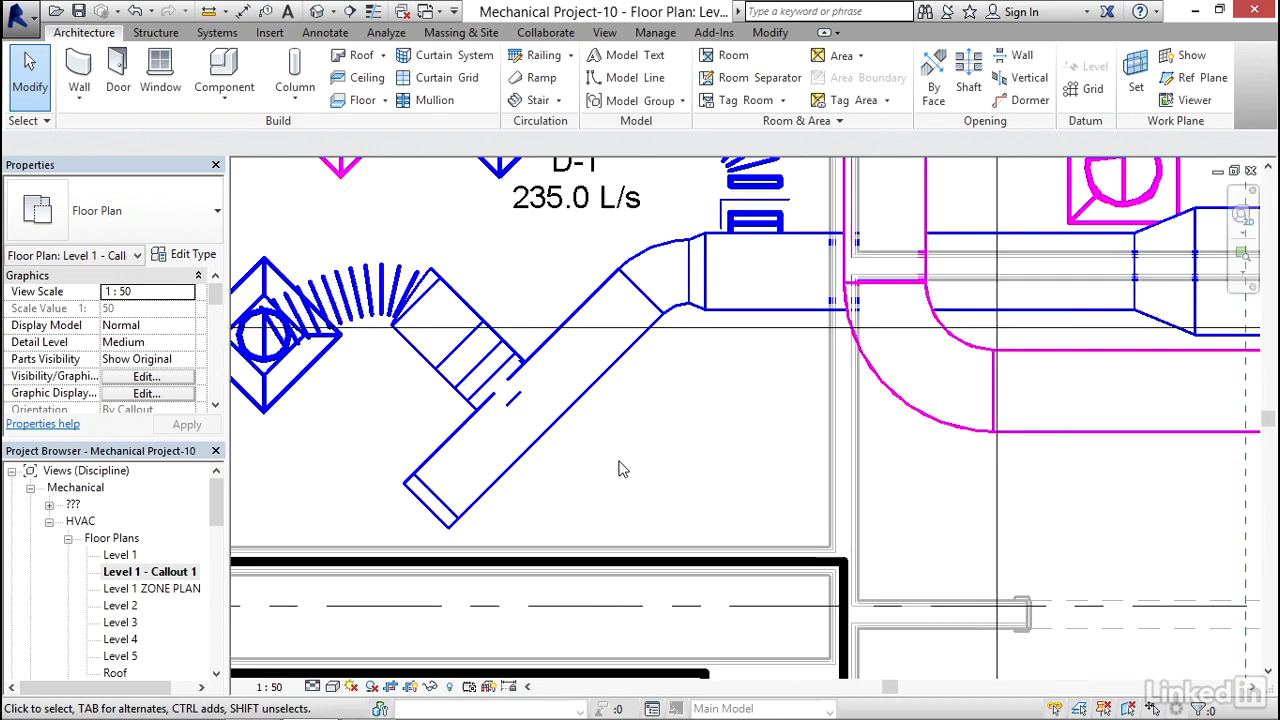 Mechanical Project-10 - Floor Plan: Lev...
Type a keyword or phrase
Sign In
Architecture
Structure
Systems
Insert
Annotate
Analyze
Massing & Site
Collaborate
View
Manage
Add-Ins
Modify
Modify
Wall
Door
Window
Component
Column
Roof
Ceiling
Floor
Curtain System
Curtain Grid
Mullion
Railing
Ramp
Stair
Model Text
Model Line
Model Group
Room
Room Separator
Tag Room
Area
Area Boundary
Tag Area
By Face
Shaft
Wall
Vertical
Dormer
Level
Grid
Set
Show
Ref Plane
Viewer
Select
Build
Circulation
Model
Room & Area
Opening
Datum
Work Plane
Properties
Floor Plan
Floor Plan: Level 1 - Call
Edit Type
Graphics
View Scale
1 : 50
Scale Value 1:
50
Display Model
Normal
Detail Level
Medium
Parts Visibility
Show Original
Visibility/Graphi...
Edit...
Graphic Display...
Edit...
Orientation
By Callout
Properties help
Apply
Project Browser - Mechanical Project-10
Views (Discipline)
Mechanical
???
HVAC
Floor Plans
Level 1
Level 1 - Callout 1
Level 1 ZONE PLAN
Level 2
Level 3
Level 4
Level 5
Roof
D-1
235.0 L/s
2D
1 : 50
Click to select, TAB for alternates, CTRL adds, SHIFT unselects.
:0
Main Model
:0
Linked in